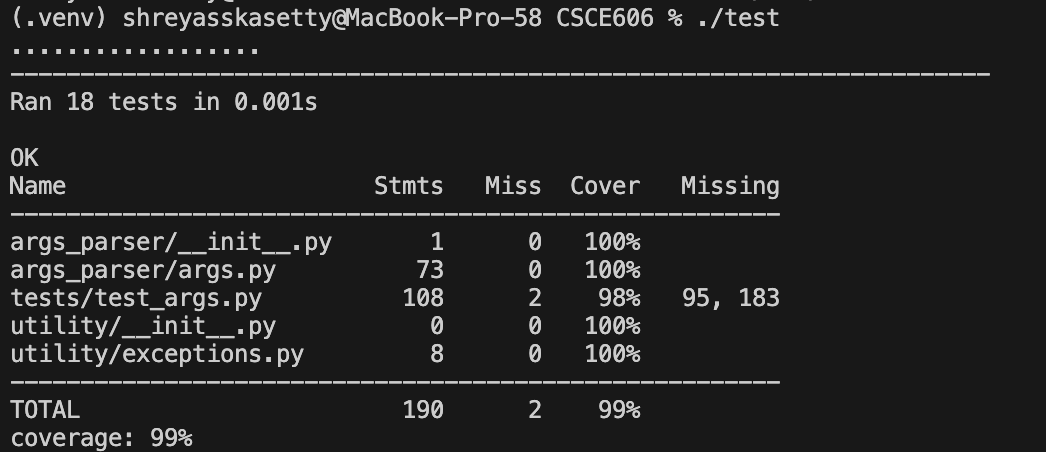 (.venv) shreyasskasetty@MacBook-Pro-58 CSCE606 % ./test
..................
----------------------------------------------------------------------
Ran 18 tests in 0.001s
OK
Name                      Stmts   Miss  Cover   Missing
-------------------------------------------------------
args_parser/__init__.py       1      0   100%
args_parser/args.py          73      0   100%
tests/test_args.py          108      2    98%   95, 183
utility/__init__.py           0      0   100%
utility/exceptions.py         8      0   100%
-------------------------------------------------------
TOTAL                       190      2    99%
coverage: 99%